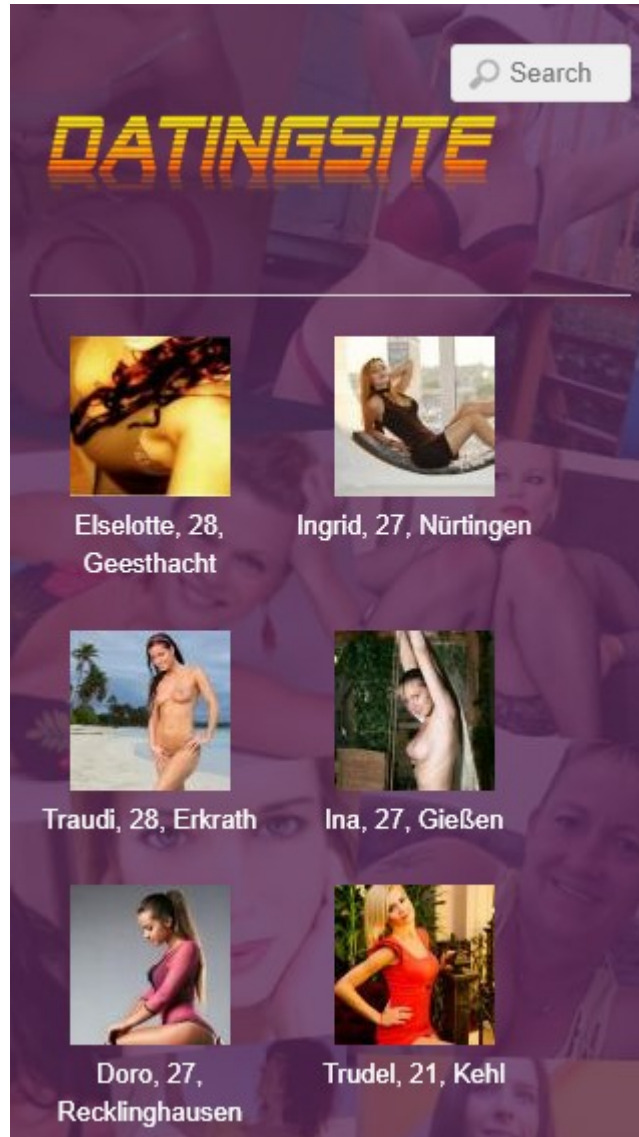 Search
DATINGSITE
Elselotte, 28,
Geesthacht
Ingrid, 27, Nürtingen
Traudi, 28, Erkrath
Ina, 27, Gießen
Doro, 27,
Recklinghausen
Trudel, 21, Kehl